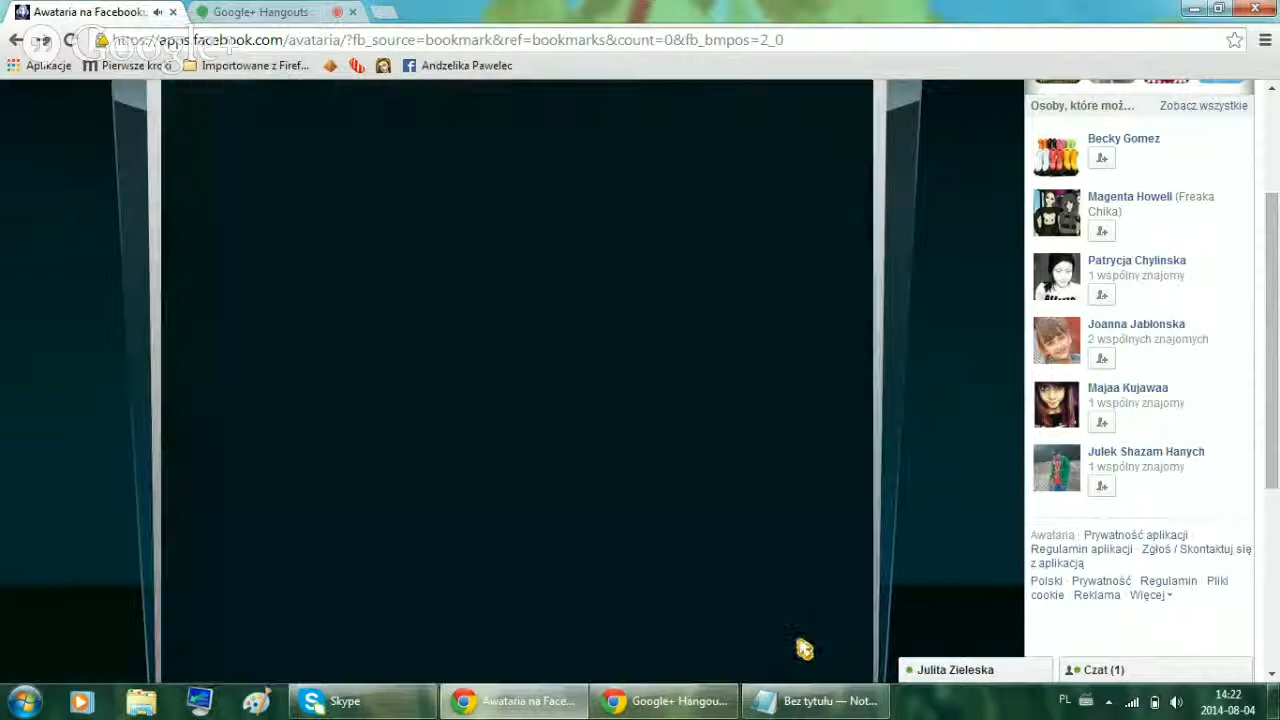 Awataria na Facebooku
Google+ Hangouts
https://apps.facebook.com/avataria/?fb_source=bookmark&ref=bookmarks&count=0&fb_bmpos=2_0
Google+
Aplikacje
Pierwsze kroki
Importowane z Firef...
Andzelika Pawelec
Osoby, które moż... Zobacz wszystkie
Becky Gomez
Magenta Howell (Freaka
Chika)
Patrycja Chylinska
1 wspólny znajomy
Joanna Jabłonska
2 wspólnych znajomych
Majaa Kujawaa
1 wspólny znajomy
Julek Shazam Hanych
1 wspólny znajomy
Awataria · Prywatność aplikacji ·
Regulamin aplikacji · Zgłoś / Skontaktuj się
z aplikacją
Polski · Prywatność · Regulamin · Pliki
cookie · Reklama · Więcej
Julita Zieleska
Czat (1)
Skype
Awataria na Face...
Google+ Hangou...
Bez tytułu — Not...
PL
14:22
2014-08-04